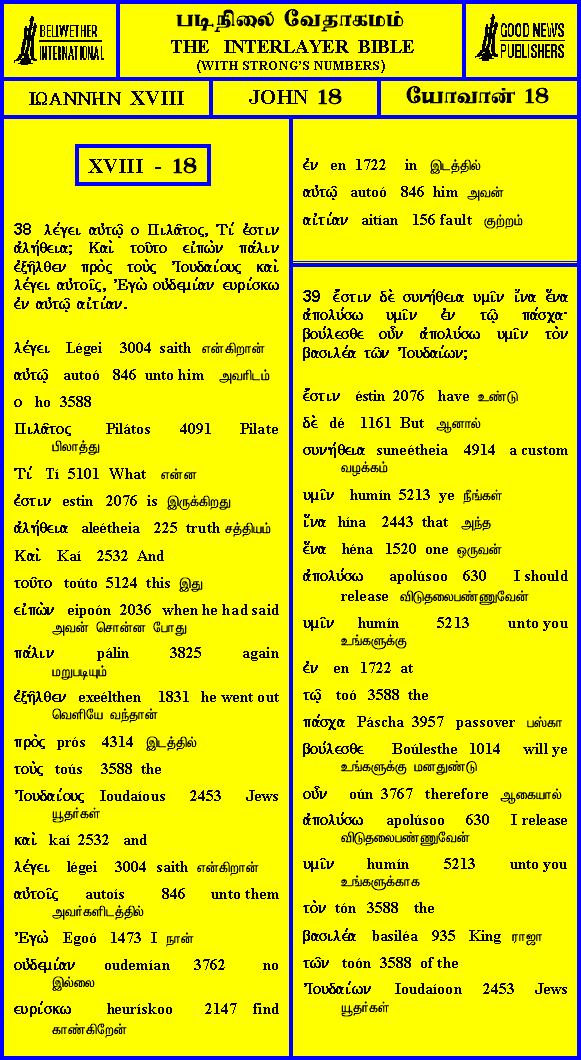 BELLWETHER
INTERNATIONAL
படிநிலை வேதாகமம்
THE INTERLAYER BIBLE
(WITH STRONG'S NUMBERS)
GOOD NEWS
PUBLISHERS
ΙΩΑΝΝΗΝ XVIII
JOHN 18
யோவான் 18
XVIII - 18
38 λέγει αὐτῷ ο Πιλᾶτος, Τί ἐστιν
ἀλήθεια; Καὶ τοῦτο εἰπὼν πάλιν
ἐξῆλθεν πρὸς τοὺς Ἰουδαίους καὶ
λέγει αὐτοῖς, Ἐγὼ οὐδεμίαν ευρίσκω
ἐν αὐτῷ αἰτίαν.
λέγει Légei 3004 saith என்கிறான்
αὐτῷ autoó 846 unto him அவரிடம்
ο ho 3588
Πιλᾶτος Pilátos 4091 Pilate
பிலாத்து
Τί Tí 5101 What என்ன
ἐστιν estin 2076 is இருக்கிறது
ἀλήθεια aleétheia 225 truth சத்தியம்
Καὶ Kaí 2532 And
τοῦτο toúto 5124 this இது
εἰπὼν eipoón 2036 when he had said
அவன் சொன்ன போது
πάλιν pálin 3825 again
மறுபடியும்
ἐξῆλθεν exeélthen 1831 he went out
வெளியே வந்தான்
πρὸς prós 4314 இடத்தில்
τοὺς toús 3588 the
Ἰουδαίους Ioudaíous 2453 Jews
யூதர்கள்
καὶ kaí 2532 and
λέγει légei 3004 saith என்கிறான்
αὐτοῖς autoís 846 unto them
அவர்களிடத்தில்
Ἐγὼ Egoó 1473 I நான்
οὐδεμίαν oudemían 3762 no
இல்லை
ευρίσκω heurískoo 2147 find
காண்கிறேன்
ἐν en 1722 in இடத்தில்
αὐτῷ autoó 846 him அவன்
αἰτίαν aitían 156 fault குற்றம்
39 ἔστιν δὲ συνήθεια υμῖν ἵνα ἕνα
ἀπολύσω υμῖν ἐν τῷ πάσχα·
βούλεσθε οὖν ἀπολύσω υμῖν τὸν
βασιλέα τῶν Ἰουδαίων;
ἔστιν éstin 2076 have உண்டு
δὲ dé 1161 But ஆனால்
συνήθεια suneétheia 4914 a custom
வழக்கம்
υμῖν humín 5213 ye நீங்கள்
ἵνα hína 2443 that அந்த
ἕνα héna 1520 one ஒருவன்
ἀπολύσω apolúsoo 630 I should
release விடுதலைபண்ணுவேன்
υμῖν humín 5213 unto you
உங்களுக்கு
ἐν en 1722 at
τῷ toó 3588 the
πάσχα Páscha 3957 passover பஸ்கா
βούλεσθε Boúlesthe 1014 will ye
உங்களுக்கு மனதுண்டு
οὖν oún 3767 therefore ஆகையால்
ἀπολύσω apolúsoo 630 I release
விடுதலைபண்ணுவேன்
υμῖν humín 5213 unto you
உங்களுக்காக
τὸν tón 3588 the
βασιλέα basiléa 935 King ராஜா
τῶν toón 3588 of the
Ἰουδαίων Ioudaíoon 2453 Jews
யூதர்கள்